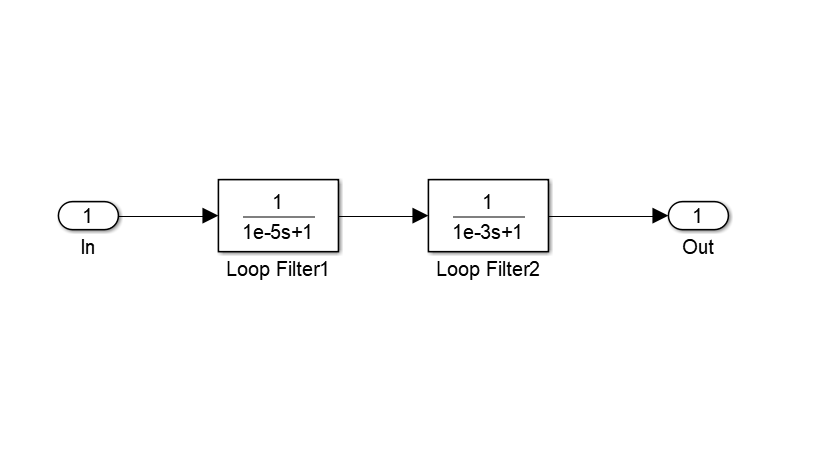 1
In
1
1e-5s+1
Loop Filter1
1
1e-3s+1
Loop Filter2
1
Out